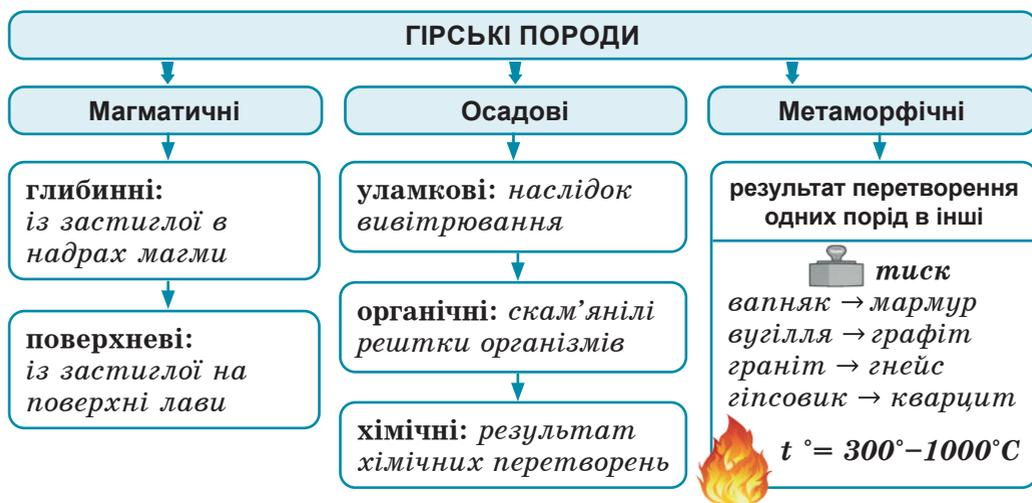 ГІРСЬКІ ПОРОДИ
Магматичні
глибинні:
із застиглої в
надрах магми
поверхневі:
із застиглої на
поверхні лави
Осадові
уламкові: наслідок
вивітрювання
органічні: скам’янілі
рештки організмів
хімічні: результат
хімічних перетворень
Метаморфічні
результат перетворення
одних порід в інші
тиск
вапняк → мармур
вугілля → графіт
граніт → гнейс
гіпсовик → кварцит
t °= 300°–1000°C